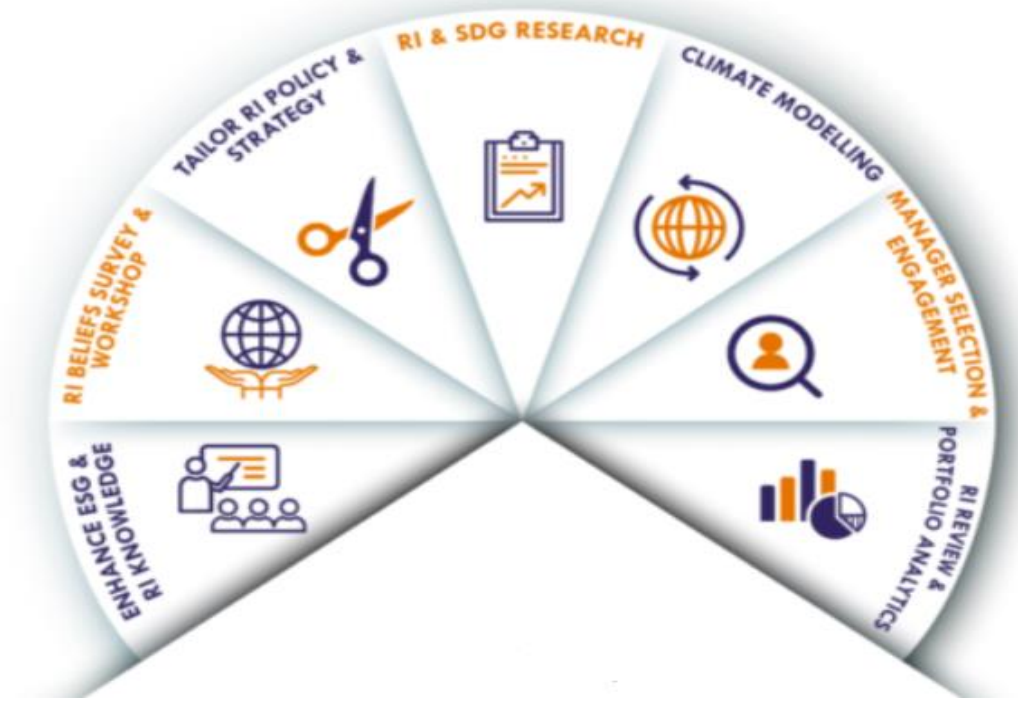 ENHANCE ESG &
RI KNOWLEDGE
RI BELIEFS SURVEY &
WORKSHOP
TAILOR RI POLICY &
STRATEGY
RI & SDG RESEARCH
CLIMATE MODELLING
MANAGER SELECTION &
ENGAGEMENT
RI REVIEW &
PORTFOLIO ANALYTICS